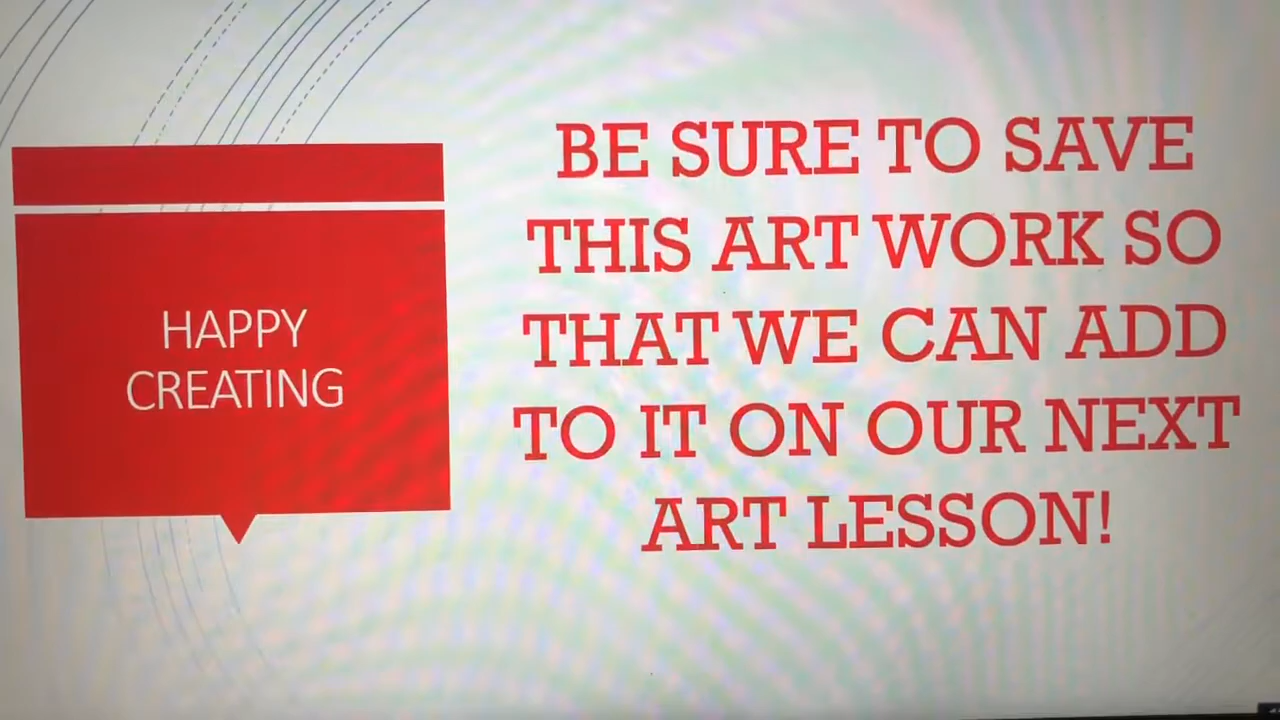 HAPPY
CREATING
BE SURE TO SAVE
THIS ART WORK SO
THAT WE CAN ADD
TO IT ON OUR NEXT
ART LESSON!